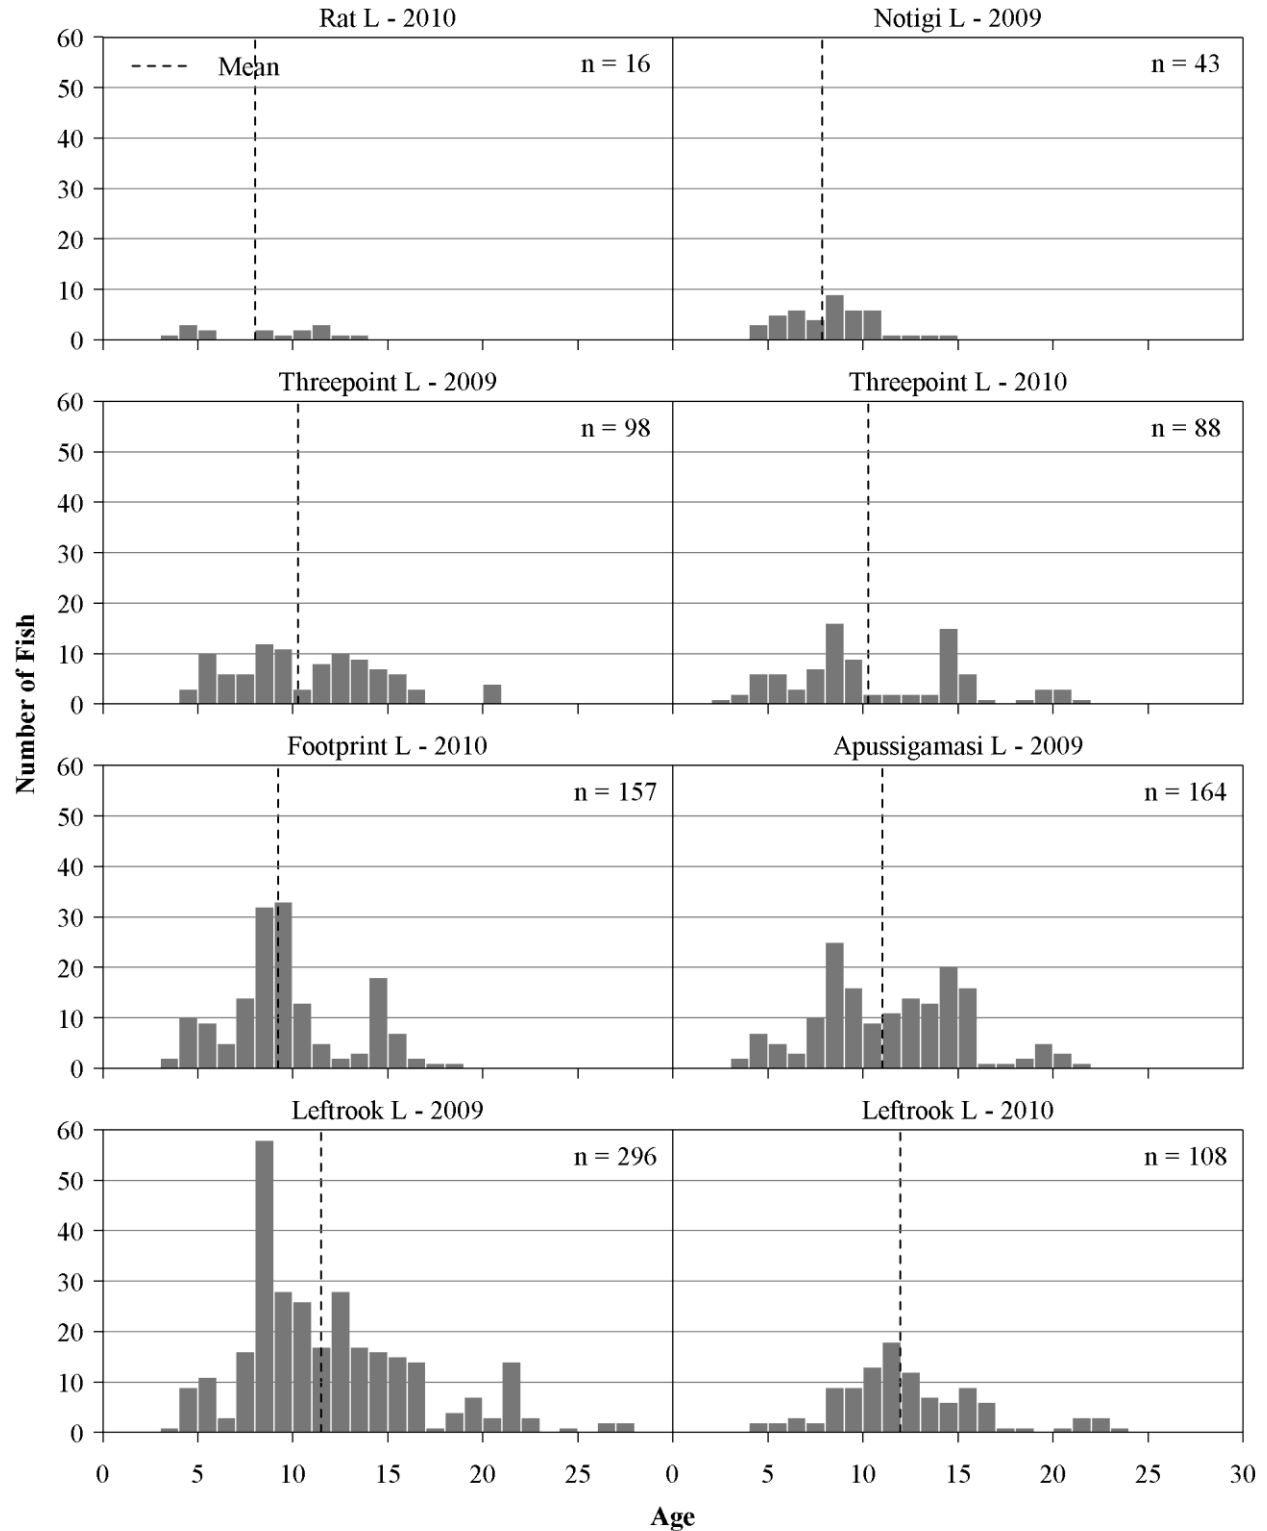 Rat L - 2010
Notigi L - 2009
60
50
40
30
20
10
0
Mean
n = 16
n = 43
Threepoint L - 2009
Threepoint L - 2010
60
50
40
30
20
10
0
n = 98
n = 88
Number of Fish
Footprint L - 2010
Apussigamasi L - 2009
60
50
40
30
20
10
0
n = 157
n = 164
Leftrook L - 2009
Leftrook L - 2010
60
50
40
30
20
10
0
n = 296
n = 108
0 5 10 15 20 25 0 5 10 15 20 25 30
Age